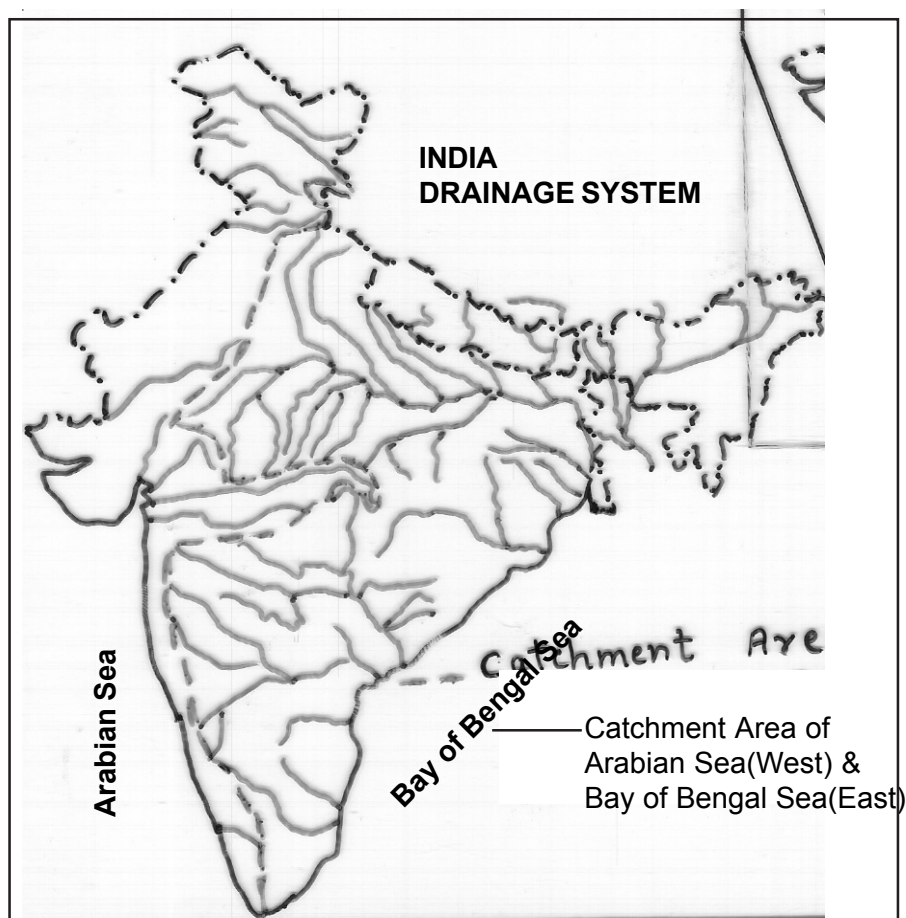 INDIA
DRAINAGE SYSTEM
Arabian Sea
Bay of Bengal Sea
Catchment Are
Catchment Area of
Arabian Sea(West) &
Bay of Bengal Sea(East)